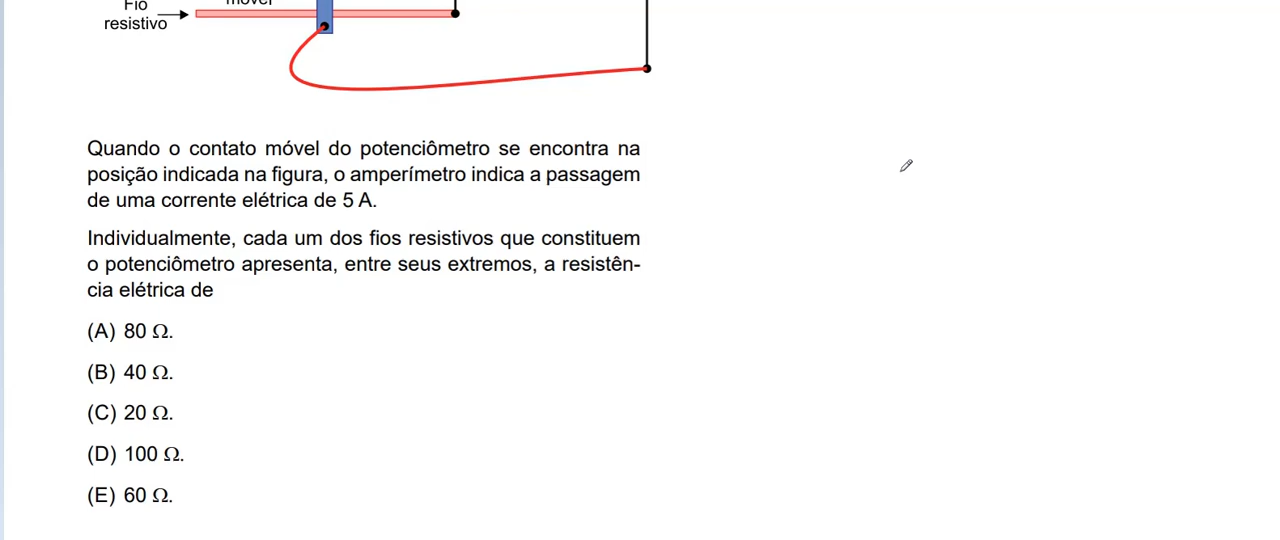 móvel
Fio
resistivo
Quando o contato móvel do potenciômetro se encontra na
posição indicada na figura, o amperímetro indica a passagem
de uma corrente elétrica de 5 A.
Individualmente, cada um dos fios resistivos que constituem
o potenciômetro apresenta, entre seus extremos, a resistên-
cia elétrica de
(A) 80 Ω.
(B) 40 Ω.
(C) 20 Ω.
(D) 100 Ω.
(E) 60 Ω.